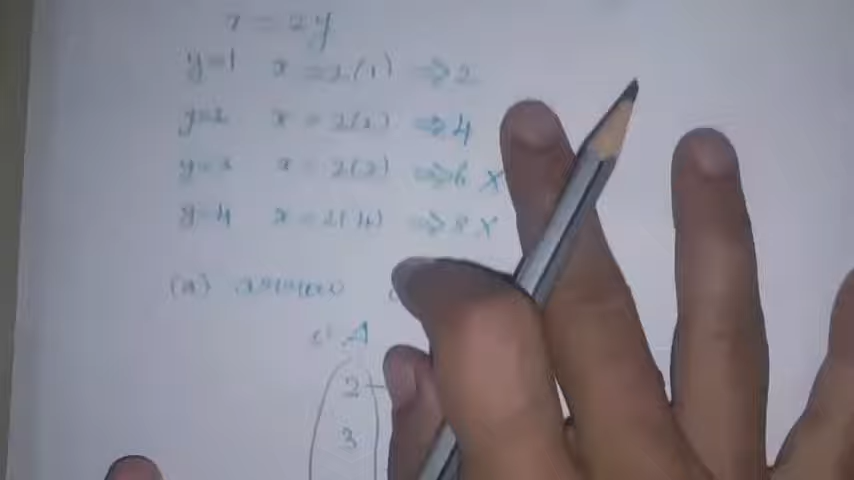 x = 2y
y=1 x = 2(1) ⇒ 2
y=2 x = 2(2) ⇒ 4
y=3 x = 2(3) ⇒ 6 X
y=4 x = 2(4) ⇒ 8 X
(a) arrow
A
2
3